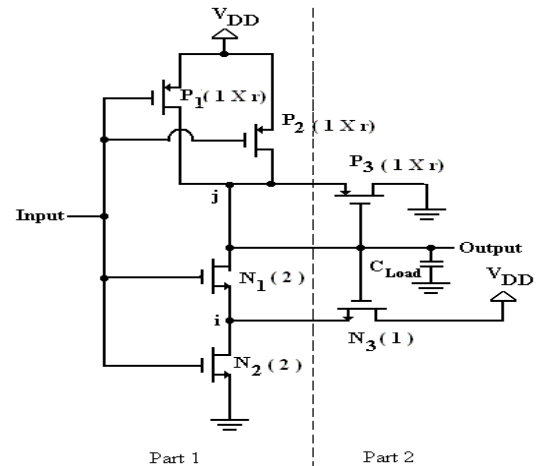 V_DD
P_1 (1 X r)
P_2 (1 X r)
P_3 (1 X r)
j
Input
Output
C_Load
V_DD
N_1 (2)
i
N_3 (1)
N_2 (2)
Part 1
Part 2